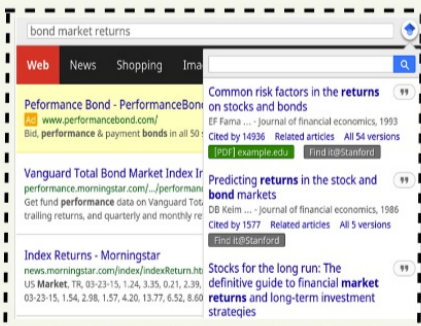 bond market returns
Web News Shopping Ima
Peformance Bond - PerformanceBon
Ad www.performancebond.com/
Bid, performance & payment bonds in all 50
Vanguard Total Bond Market Index Ir
performance.morningstar.com/.../performan
Get fund performance data on Vanguard Tota
trailing returns, and quarterly and monthly re
Index Returns - Morningstar
news.morningstar.com/index/indexReturn.ht
US Market, TR, 03-23-15, 1.24, 3.35, 0.21, 2.39,
03-23-15, 1.54, 2.98, 1.57, 4.20, 13.77, 6.52, 8.60
Common risk factors in the returns
on stocks and bonds
EF Fama ... - Journal of financial economics, 1993
Cited by 14936 Related articles All 54 versions
[PDF] example.edu Find it@Stanford
Predicting returns in the stock and
bond markets
DB Keim ... - Journal of financial economics, 1986
Cited by 1577 Related articles All 5 versions
Find it@Stanford
Stocks for the long run: The
definitive guide to financial market
returns and long-term investment
strategies